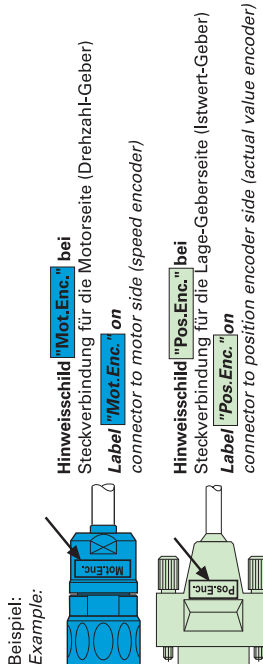 Beispiel:
Example:
Mot.Enc.
Hinweisschild "Mot.Enc." bei
Steckverbindung für die Motorseite (Drehzahl-Geber)
Label "Mot.Enc." on
connector to motor side (speed encoder)
Pos.Enc.
Hinweisschild "Pos.Enc." bei
Steckverbindung für die Lage-Geberseite (Istwert-Geber)
Label "Pos.Enc." on
connector to position encoder side (actual value encoder)